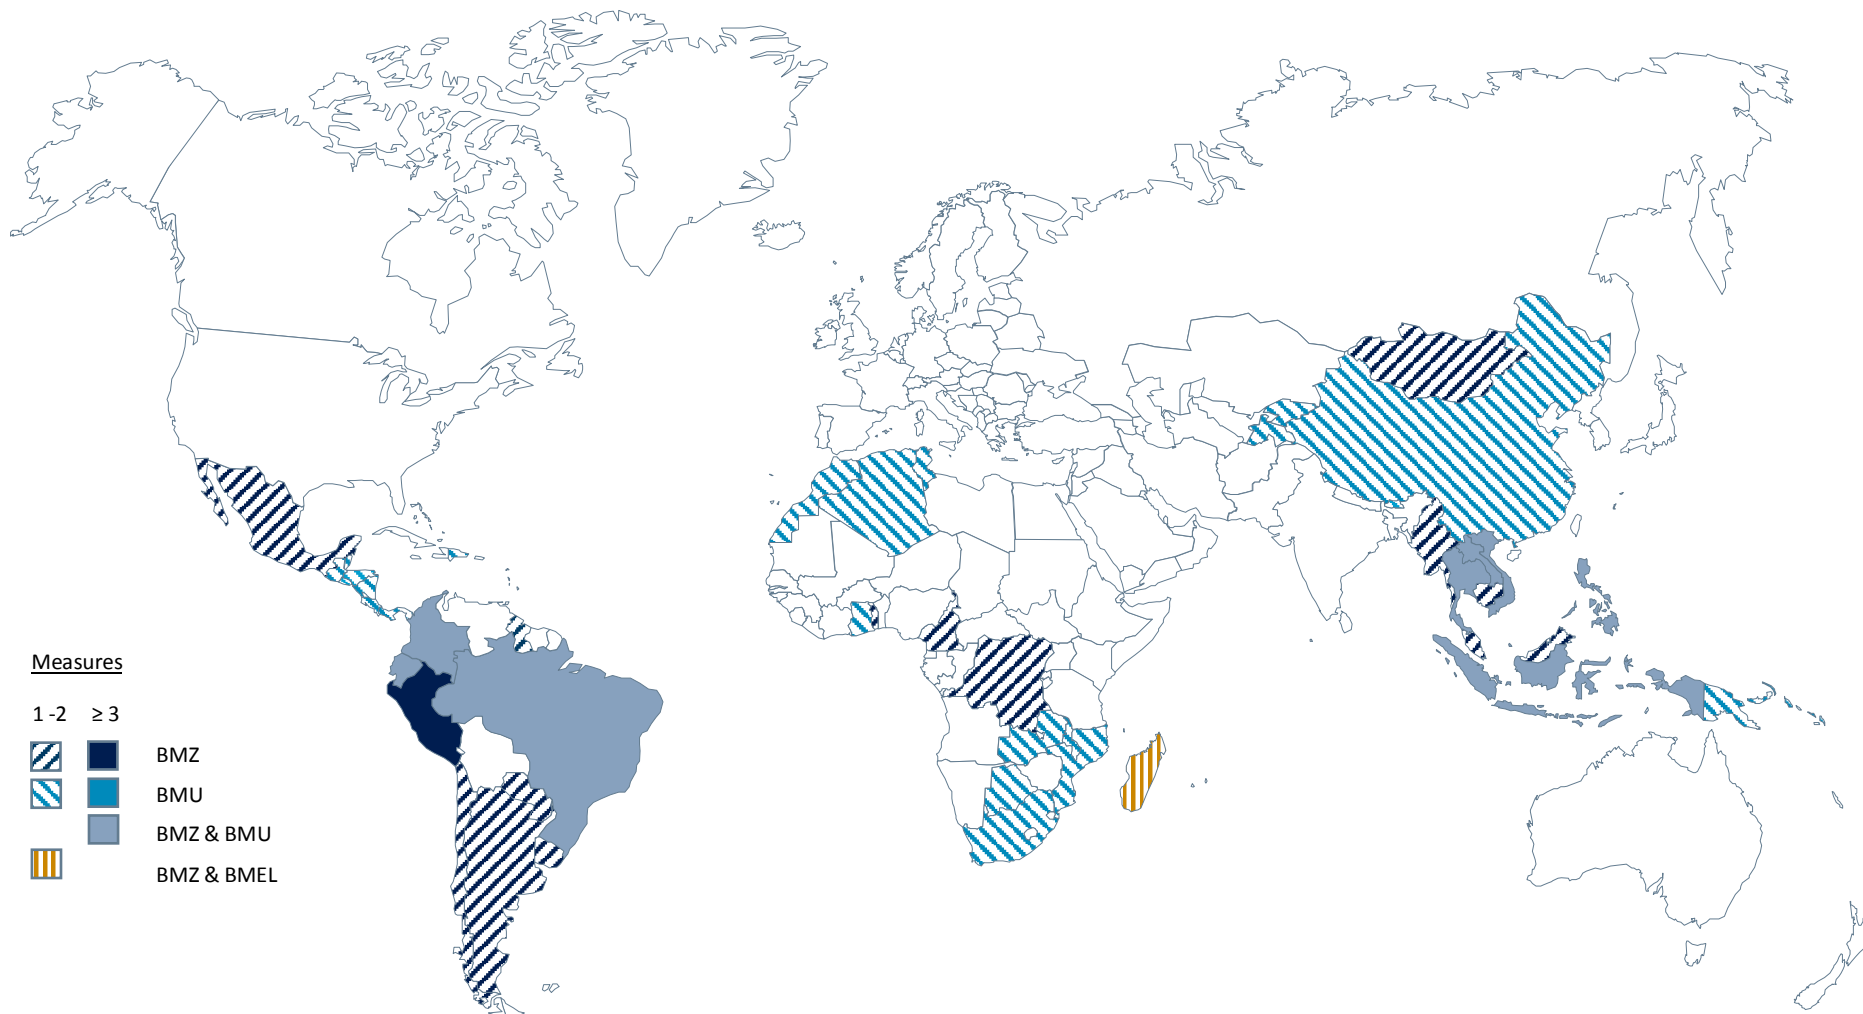 Measures
1 -2 ≥ 3
BMZ
BMU
BMZ & BMU
BMZ & BMEL